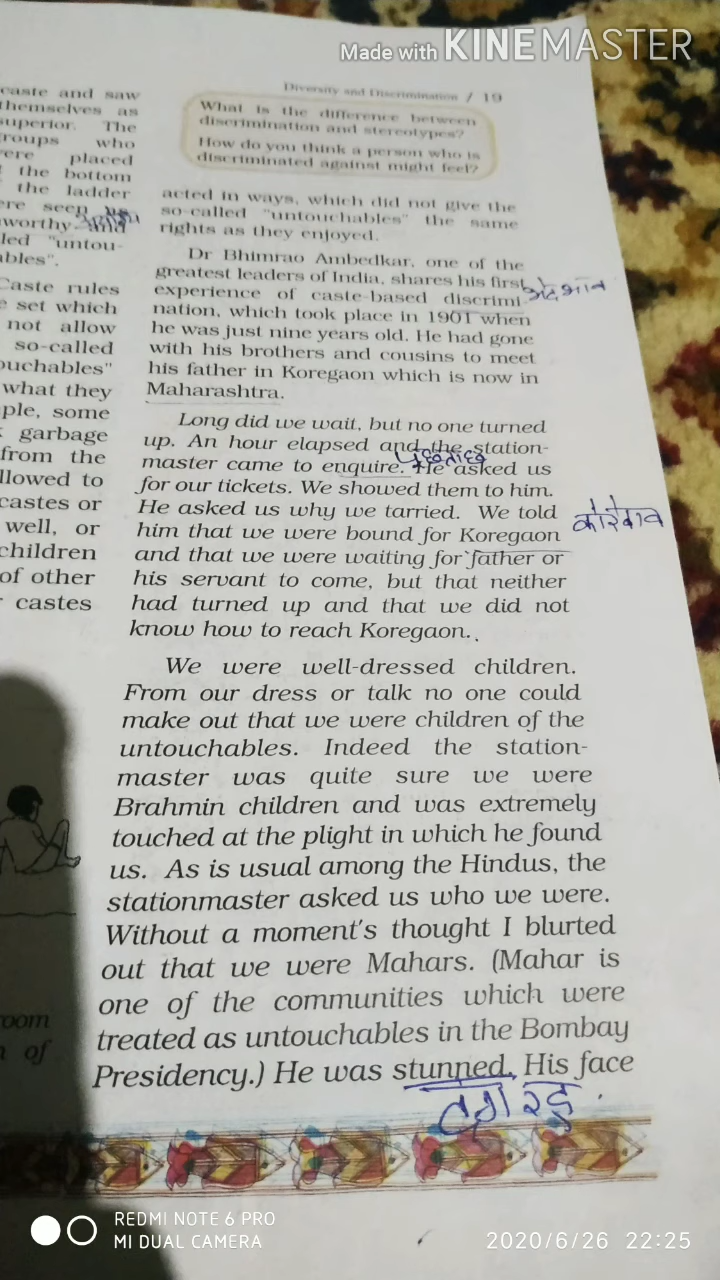 Made with KINEMASTER
Diversity and Discrimination / 19
caste and saw
themselves as
superior. The
groups who
were placed
the bottom
the ladder
ere seen as
worthy and
led "untou-
ables".
Caste rules
e set which
not allow
so-called
ouchables"
what they
ple, some
garbage
from the
llowed to
castes or
well, or
children
of other
castes
room
of
What is the difference between
discrimination and stereotypes?
How do you think a person who is
discriminated against might feel?
acted in ways, which did not give the
so-called "untouchables" the same
rights as they enjoyed.
Dr Bhimrao Ambedkar, one of the
greatest leaders of India, shares his first
experience of caste-based discrimi-
nation, which took place in 1901 when
he was just nine years old. He had gone
with his brothers and cousins to meet
his father in Koregaon which is now in
Maharashtra.
Long did we wait, but no one turned
up. An hour elapsed and the station-
master came to enquire. He asked us
for our tickets. We showed them to him.
He asked us why we tarried. We told
him that we were bound for Koregaon
and that we were waiting for father or
his servant to come, but that neither
had turned up and that we did not
know how to reach Koregaon.
We were well-dressed children.
From our dress or talk no one could
make out that we were children of the
untouchables. Indeed the station-
master was quite sure we were
Brahmin children and was extremely
touched at the plight in which he found
us. As is usual among the Hindus, the
stationmaster asked us who we were.
Without a moment's thought I blurted
out that we were Mahars. (Mahar is
one of the communities which were
treated as untouchables in the Bombay
Presidency.) He was stunned. His face
REDMI NOTE 6 PRO
MI DUAL CAMERA
2020/6/26 22:25